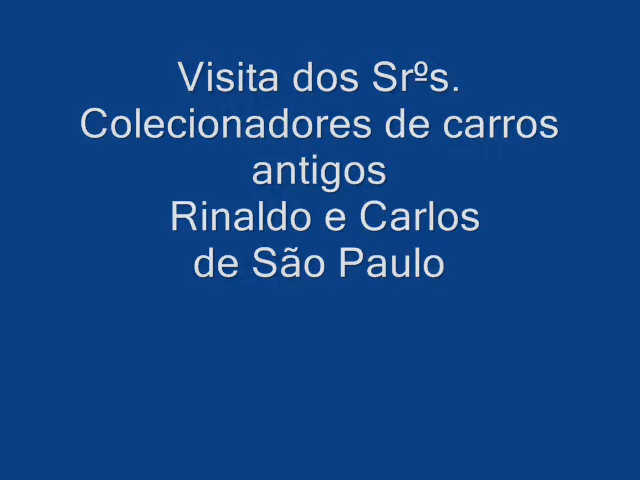 Visita dos Srºs.
Colecionadores de carros
antigos
Rinaldo e Carlos
de São Paulo